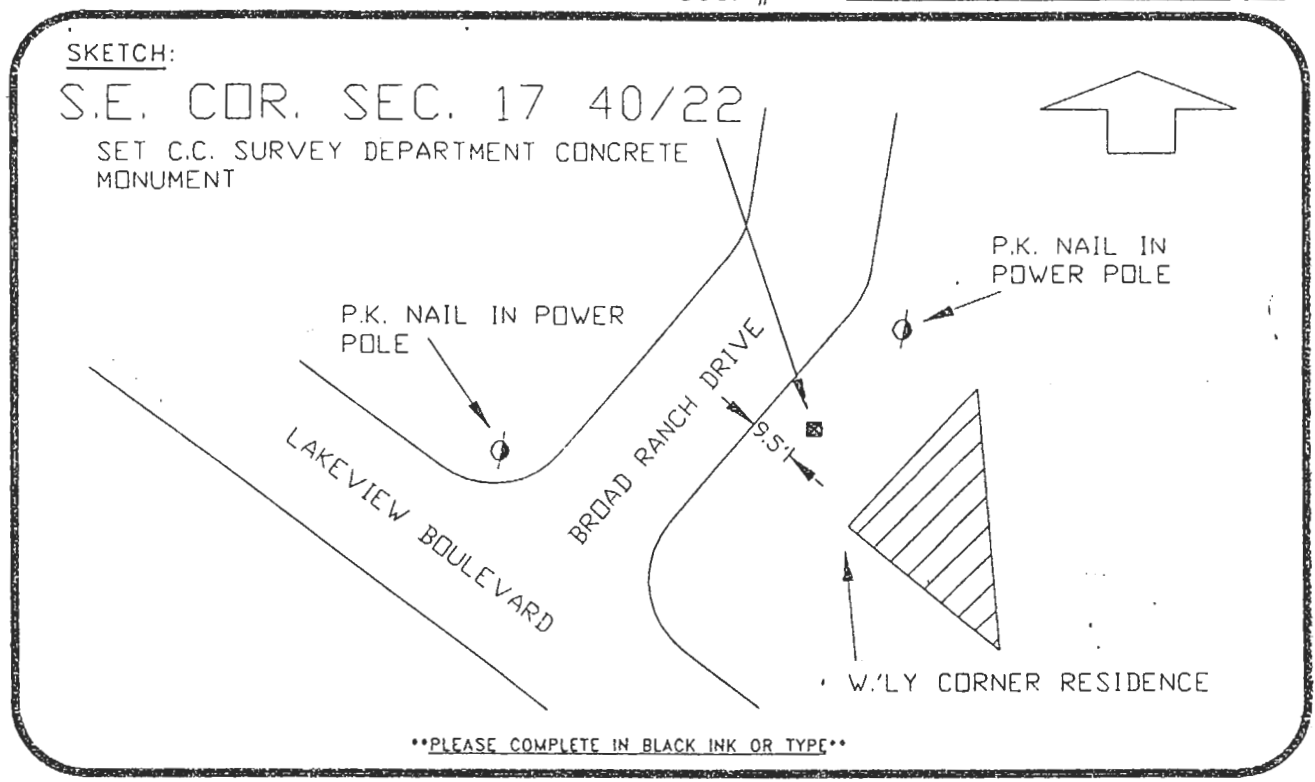 SKETCH:
S.E. COR. SEC. 17 40/22
SET C.C. SURVEY DEPARTMENT CONCRETE
MONUMENT
P.K. NAIL IN
POWER POLE
P.K. NAIL IN POWER
POLE
BROAD RANCH DRIVE
9.5'
LAKEVIEW BOULEVARD
W.'LY CORNER RESIDENCE
**PLEASE COMPLETE IN BLACK INK OR TYPE**